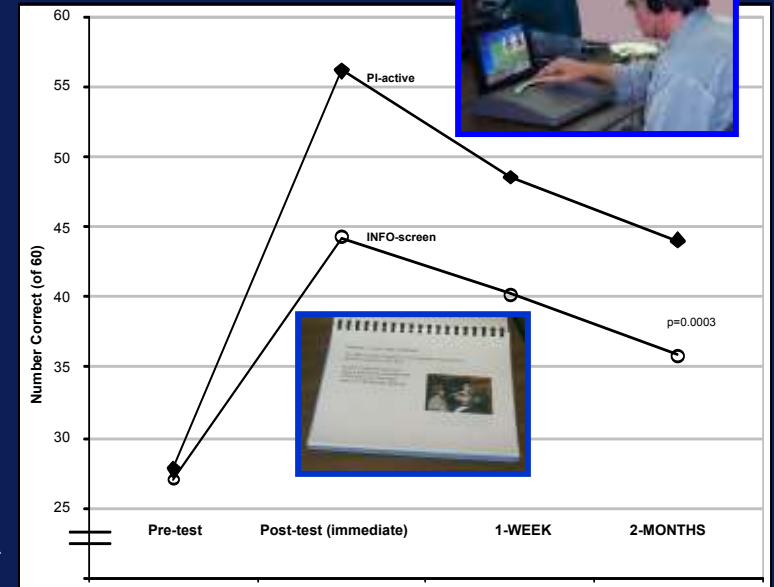 60
55
50
45
40
35
30
25
Number Correct (of 60)
PI-active
INFO-screen
p=0.0003
Pre-test Post-test (immediate) 1-WEEK 2-MONTHS